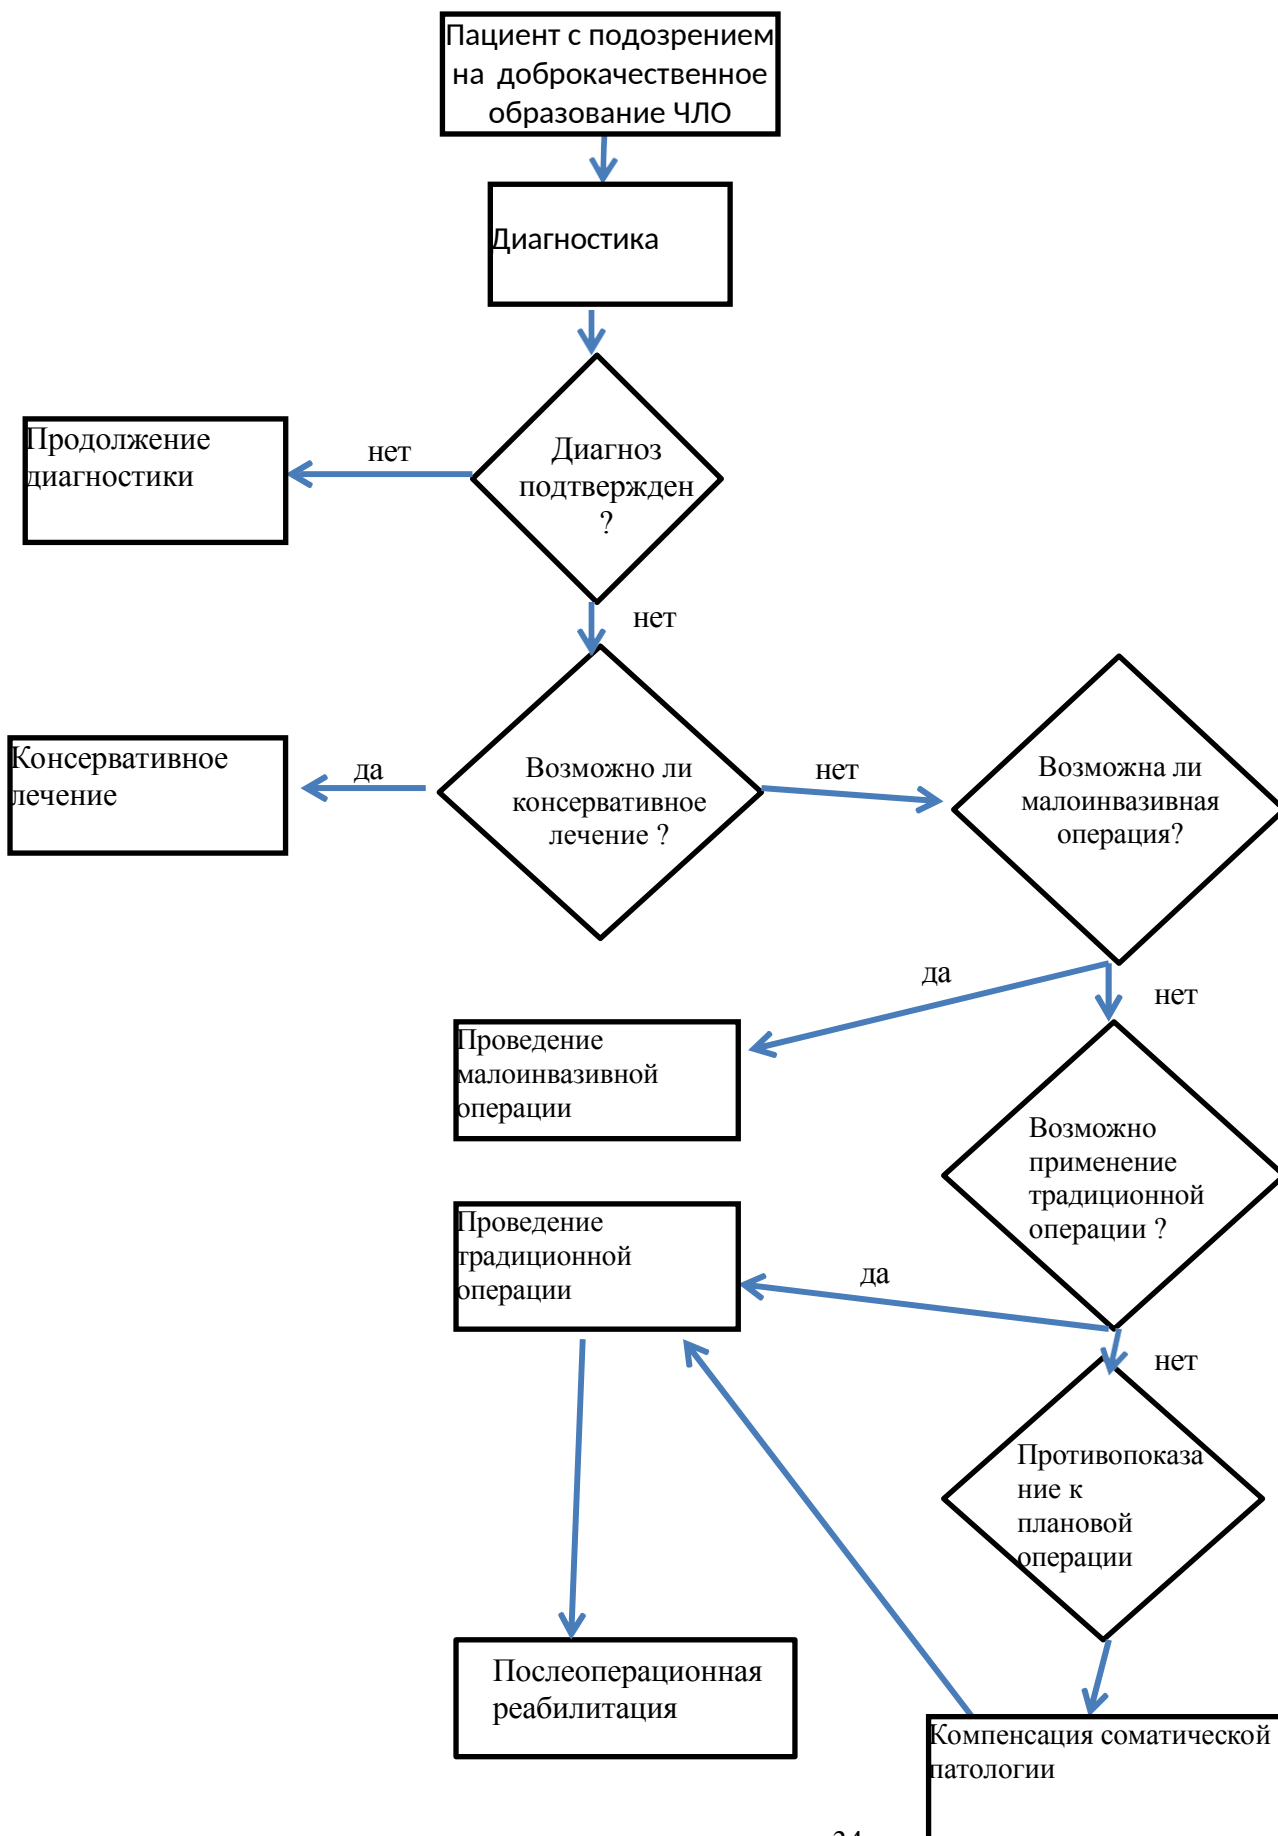 Пациент с подозрением
на доброкачественное
образование ЧЛО
Диагностика
Продолжение
диагностики
нет
Диагноз
подтвержден
?
нет
Консервативное
лечение
да
Возможно ли
консервативное
лечение ?
нет
Возможна ли
малоинвазивная
операция?
да
нет
Проведение
малоинвазивной
операции
Возможно
применение
традиционной
операции ?
Проведение
традиционной
операции
да
нет
Противопоказа
ние к
плановой
операции
Послеоперационная
реабилитация
Компенсация соматической
патологии